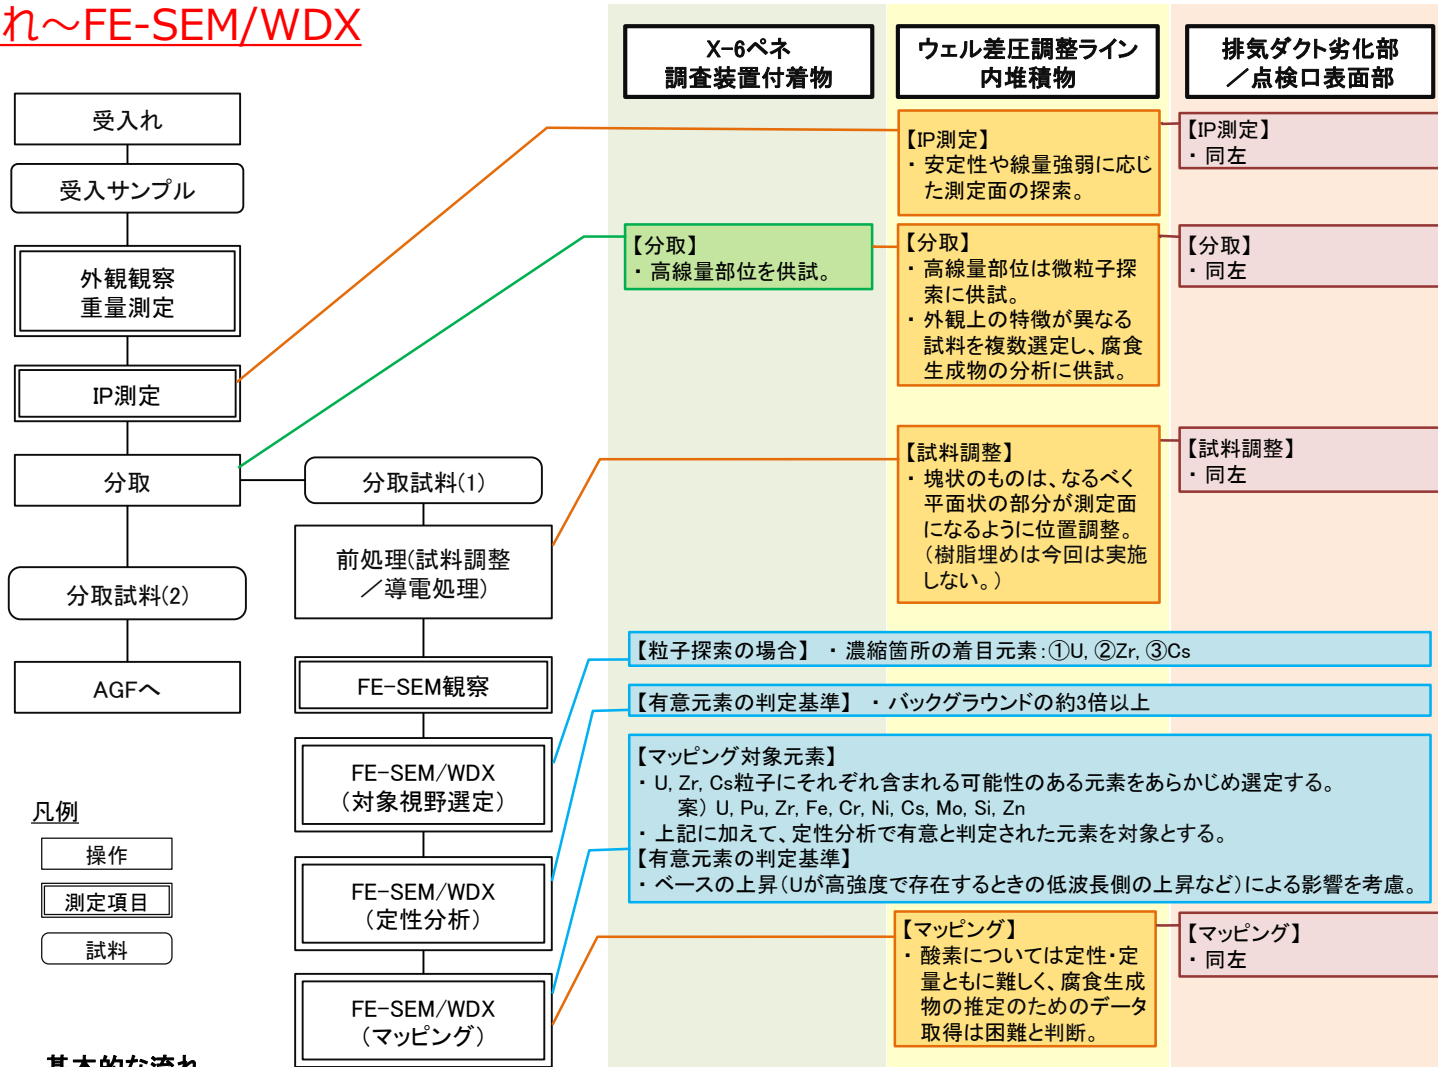 れ～FE-SEM/WDX
X-6ペネ
調査装置付着物
ウェル差圧調整ライン
内堆積物
排気ダクト劣化部
／点検口表面部
受入れ
受入サンプル
外観観察
重量測定
IP測定
分取
分取試料(2)
AGFへ
分取試料(1)
前処理(試料調整
／導電処理)
FE-SEM観察
FE-SEM/WDX
（対象視野選定）
FE-SEM/WDX
（定性分析）
FE-SEM/WDX
（マッピング）
【IP測定】
・ 安定性や線量強弱に応じ
た測定面の探索。
【IP測定】
・ 同左
【分取】
・ 高線量部位を供試。
【分取】
・ 高線量部位は微粒子探
索に供試。
・ 外観上の特徴が異なる
試料を複数選定し、腐食
生成物の分析に供試。
【分取】
・ 同左
【試料調整】
・ 塊状のものは、なるべく
平面状の部分が測定面
になるように位置調整。
（樹脂埋めは今回は実施
しない。）
【試料調整】
・ 同左
【粒子探索の場合】 ・ 濃縮箇所の着目元素：①U, ②Zr, ③Cs
【有意元素の判定基準】 ・ バックグラウンドの約3倍以上
【マッピング対象元素】
・ U, Zr, Cs粒子にそれぞれ含まれる可能性のある元素をあらかじめ選定する。
案） U, Pu, Zr, Fe, Cr, Ni, Cs, Mo, Si, Zn
・ 上記に加えて、定性分析で有意と判定された元素を対象とする。
【有意元素の判定基準】
・ ベースの上昇（Uが高強度で存在するときの低波長側の上昇など）による影響を考慮。
【マッピング】
・ 酸素については定性・定
量ともに難しく、腐食生成
物の推定のためのデータ
取得は困難と判断。
【マッピング】
・ 同左
凡例
操作
測定項目
試料
基本的な流れ